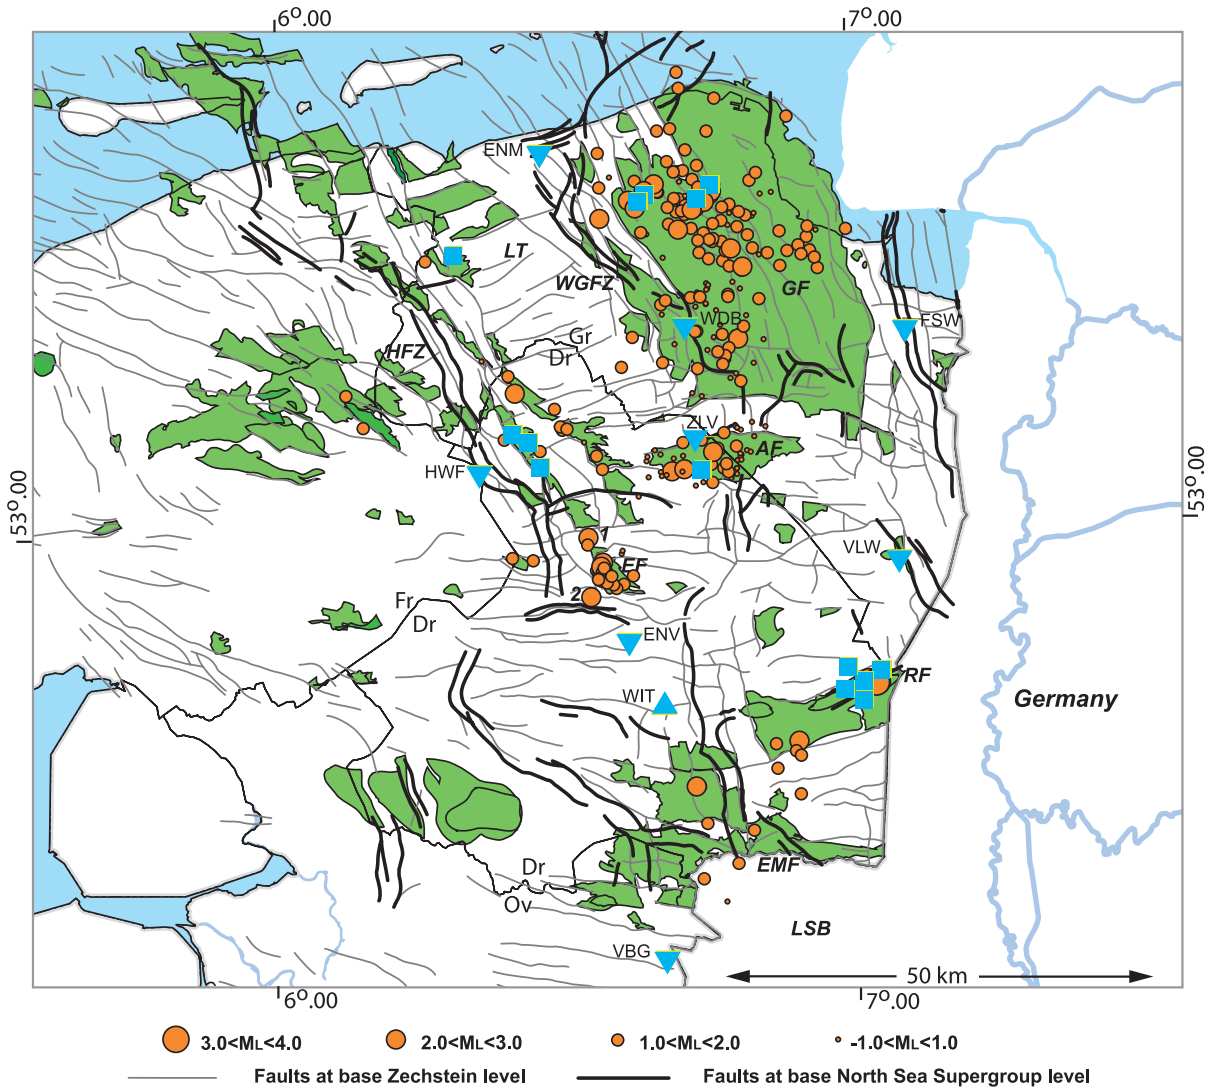 6°.00
7°.00
ENM
LT
WGFZ
GF
WDB
FSW
Gr
Dr
HFZ
ZLV
AF
HWF
53°.00
53°.00
1
VLW
EF
2
Fr
Dr
ENV
RF
WIT
Germany
EMF
Dr
Ov
LSB
VBG
50 km
6°.00
7°.00
3.0<ML<4.0
2.0<ML<3.0
1.0<ML<2.0
-1.0<ML<1.0
Faults at base Zechstein level
Faults at base North Sea Supergroup level